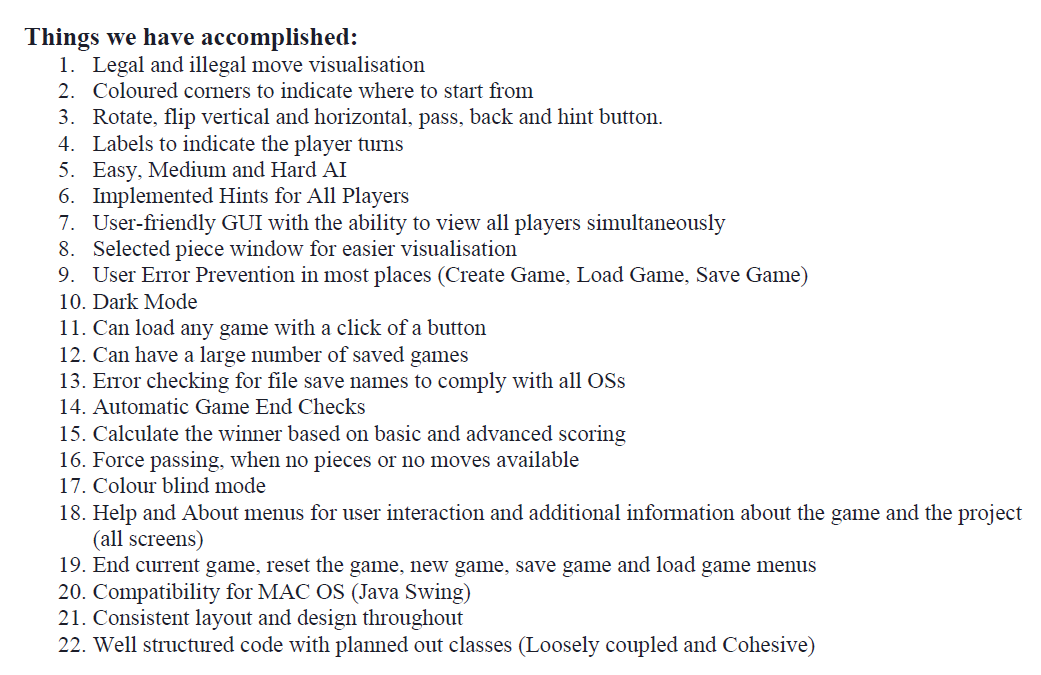 Things we have accomplished:
1. Legal and illegal move visualisation
2. Coloured corners to indicate where to start from
3. Rotate, flip vertical and horizontal, pass, back and hint button.
4. Labels to indicate the player turns
5. Easy, Medium and Hard AI
6. Implemented Hints for All Players
7. User-friendly GUI with the ability to view all players simultaneously
8. Selected piece window for easier visualisation
9. User Error Prevention in most places (Create Game, Load Game, Save Game)
10. Dark Mode
11. Can load any game with a click of a button
12. Can have a large number of saved games
13. Error checking for file save names to comply with all OSs
14. Automatic Game End Checks
15. Calculate the winner based on basic and advanced scoring
16. Force passing, when no pieces or no moves available
17. Colour blind mode
18. Help and About menus for user interaction and additional information about the game and the project
(all screens)
19. End current game, reset the game, new game, save game and load game menus
20. Compatibility for MAC OS (Java Swing)
21. Consistent layout and design throughout
22. Well structured code with planned out classes (Loosely coupled and Cohesive)